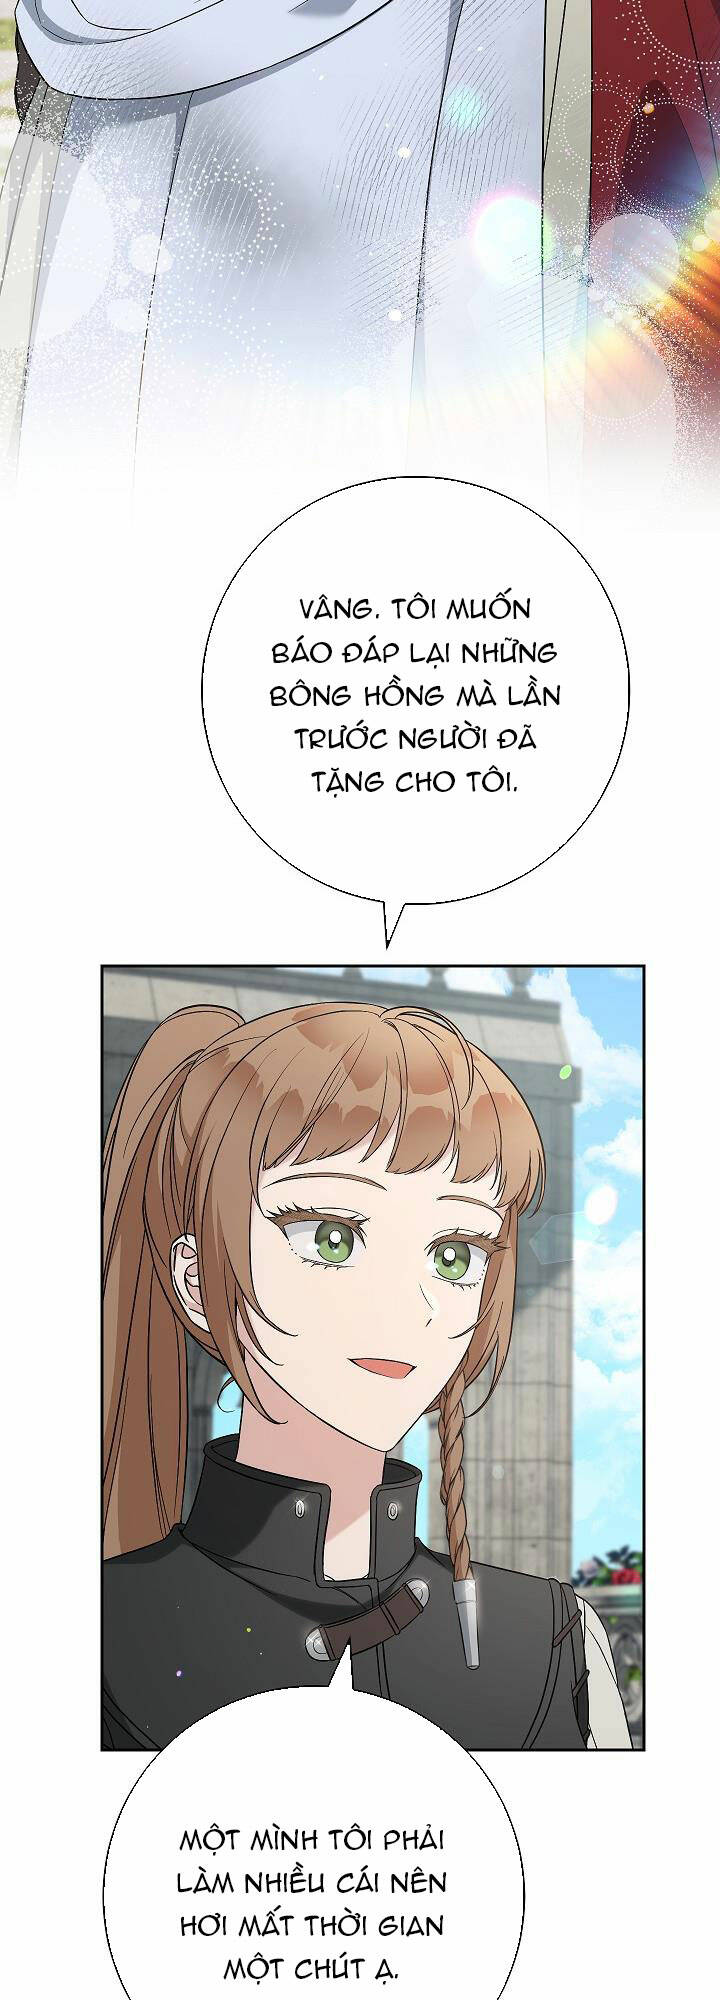 VÂNG. TÔI MUỐN
BÁO ĐÁP LẠI NHỮNG
BÔNG HỒNG MÀ LẦN
TRƯỚC NGƯỜI ĐÃ
TẶNG CHO TÔI.
MỘT MÌNH TÔI PHẢI
LÀM NHIỀU CÁI NÊN
HƠI MẤT THỜI GIAN
MỘT CHÚT Ạ.